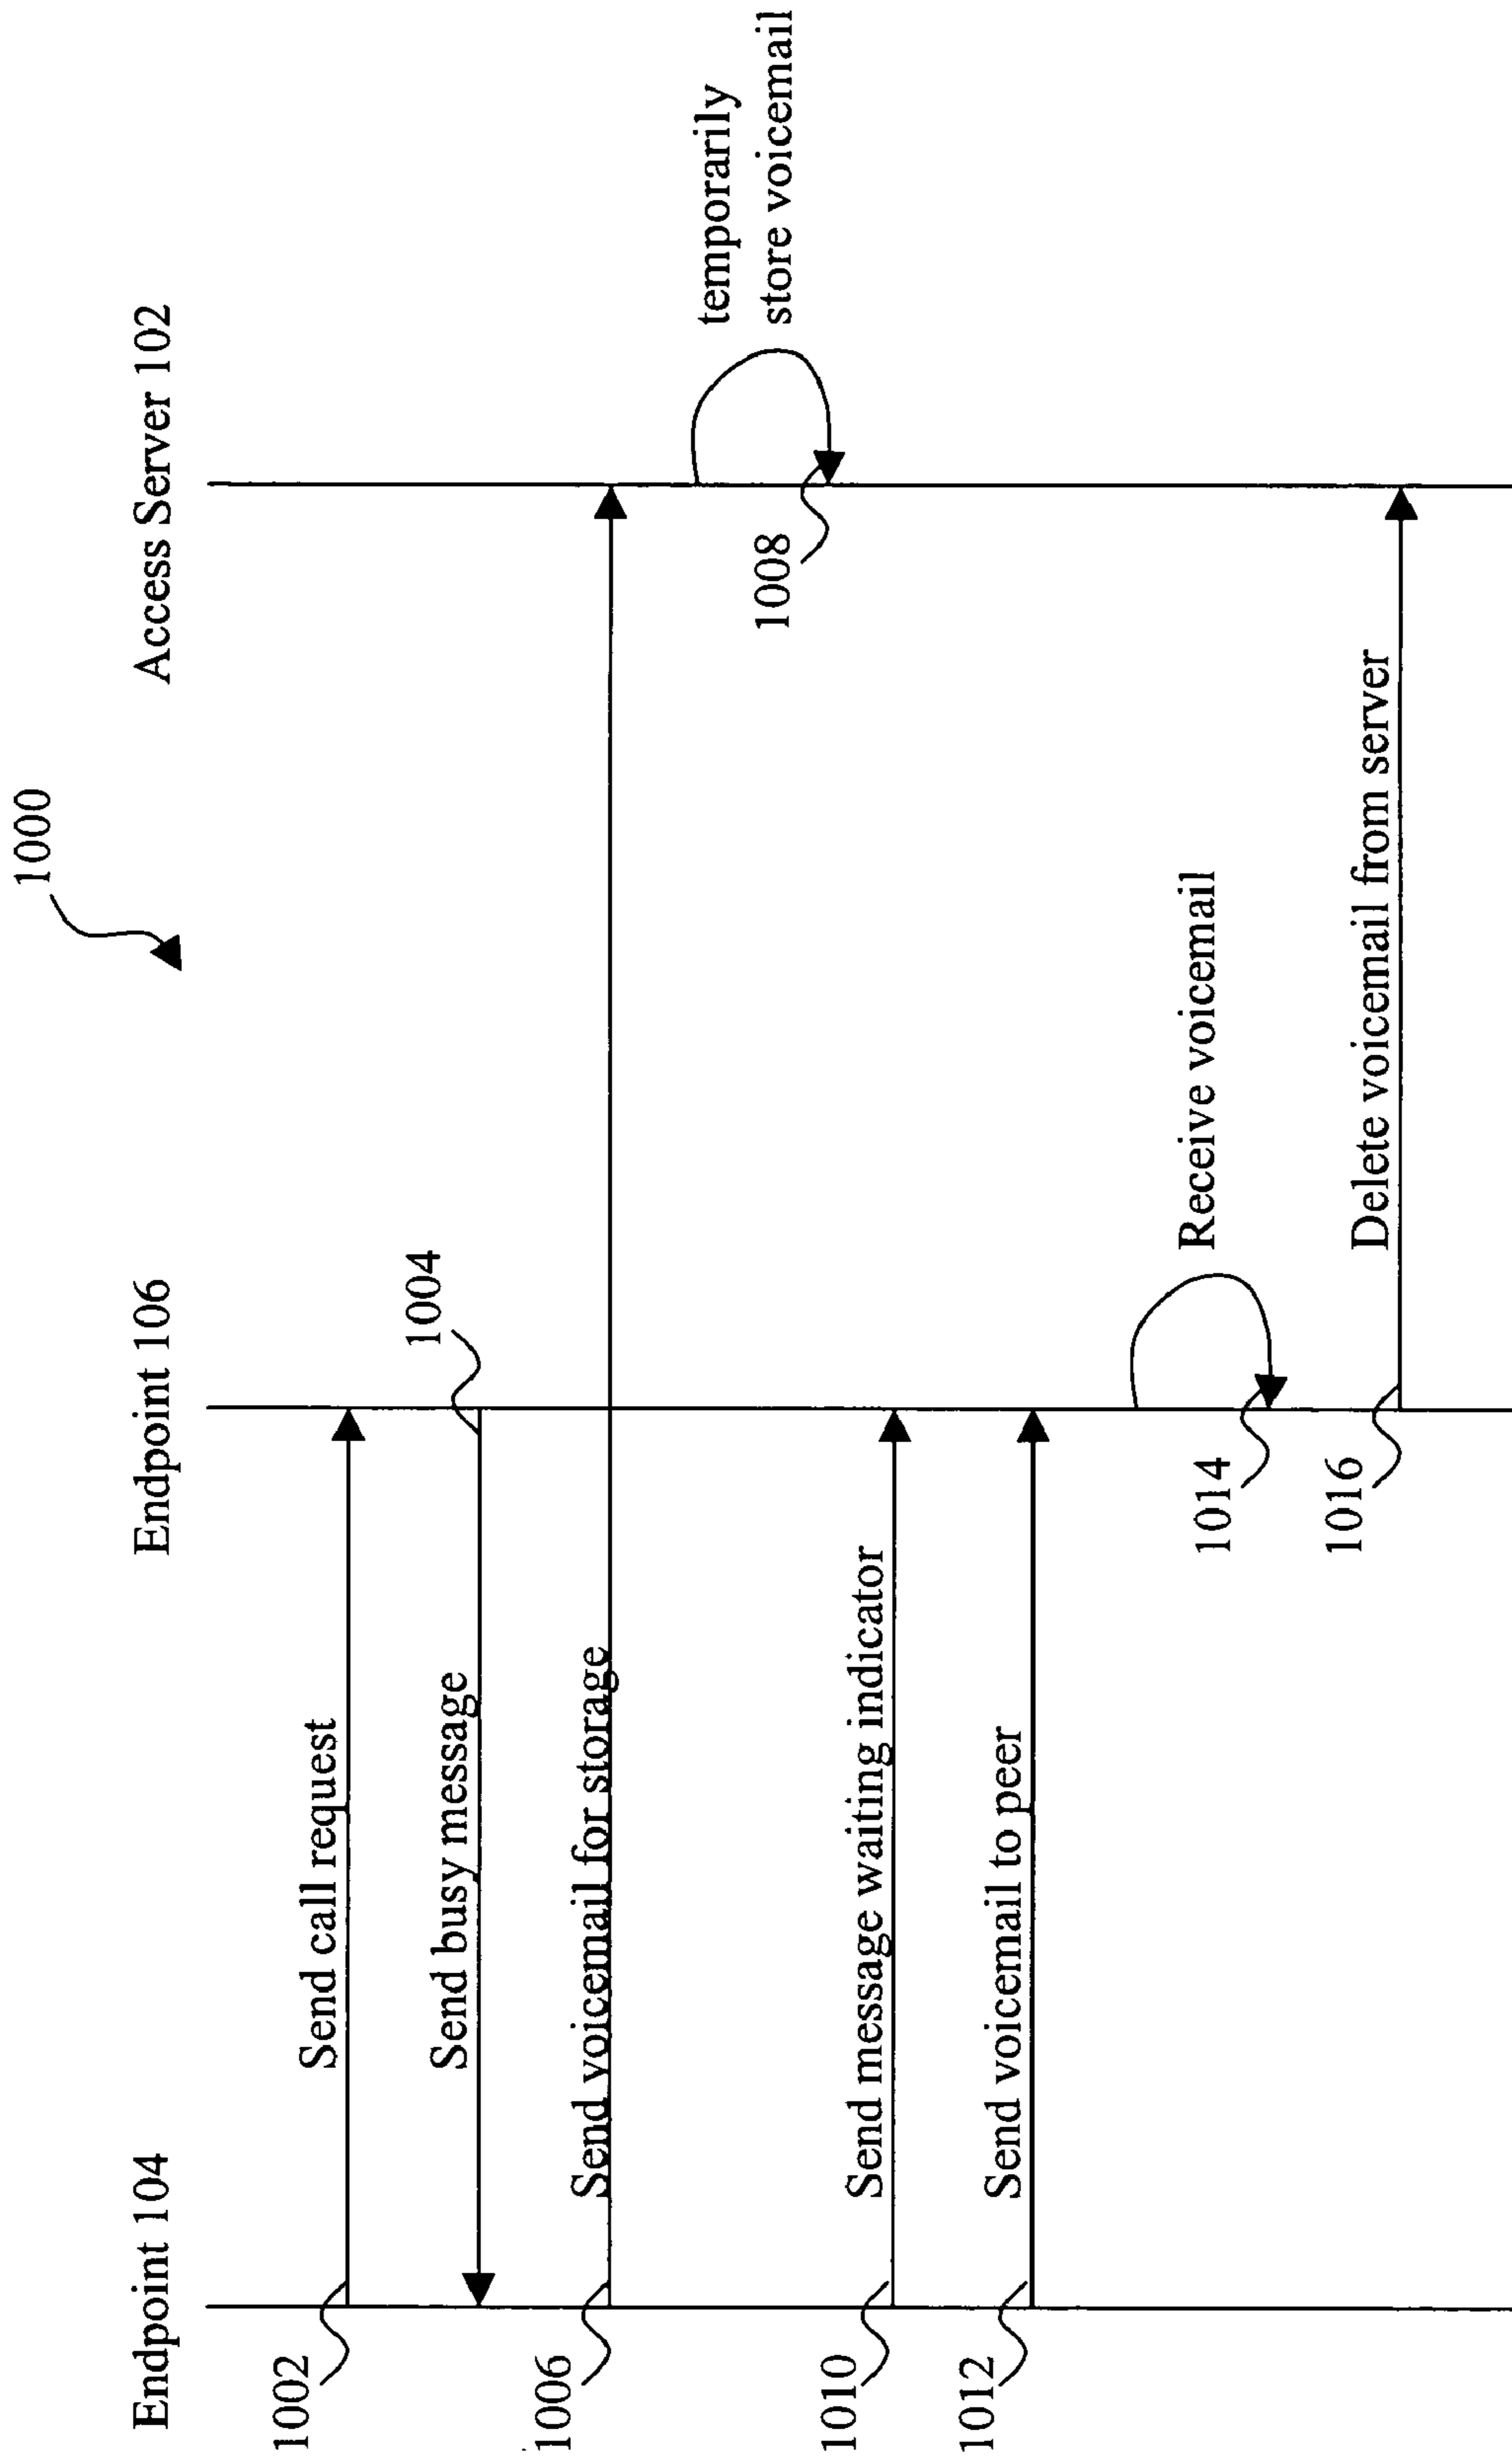 1000
Endpoint 104
Endpoint 106
Access Server 102
1002
Send call request
Send busy message
1004
1006
Send voicemail for storage
temporarily
store voicemail
1008
1010
Send message waiting indicator
1012
Send voicemail to peer
Receive voicemail
1014
1016
Delete voicemail from server